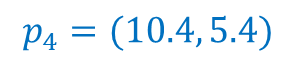 p₄ = (10.4, 5.4)